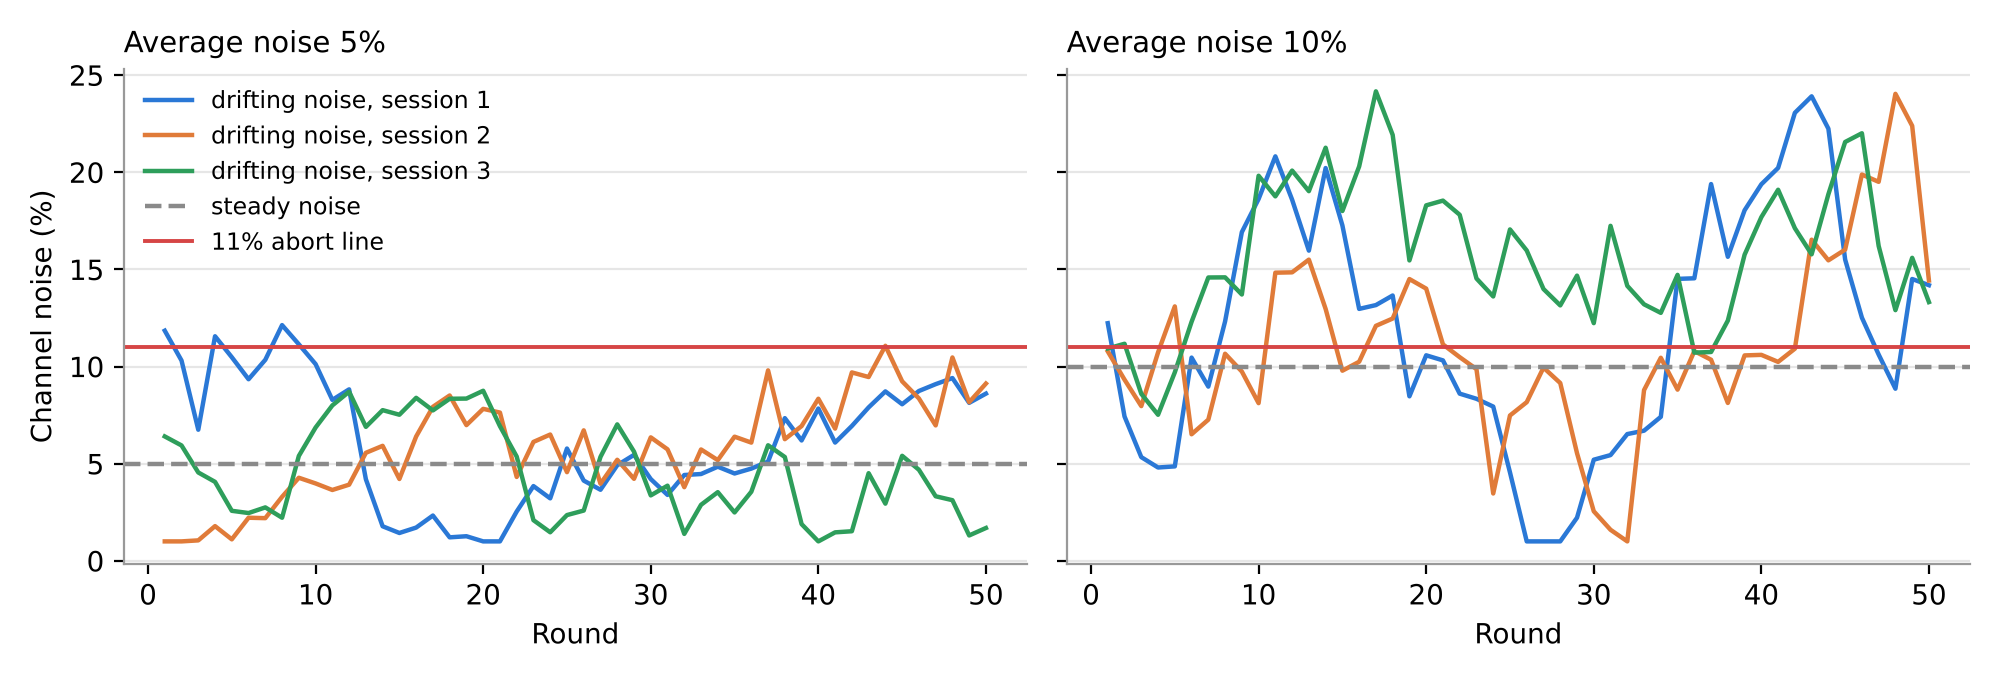 Average noise 5%
Average noise 10%
Channel noise (%)
25
20
15
10
5
0
drifting noise, session 1
drifting noise, session 2
drifting noise, session 3
steady noise
11% abort line
0 10 20 30 40 50
0 10 20 30 40 50
Round
Round